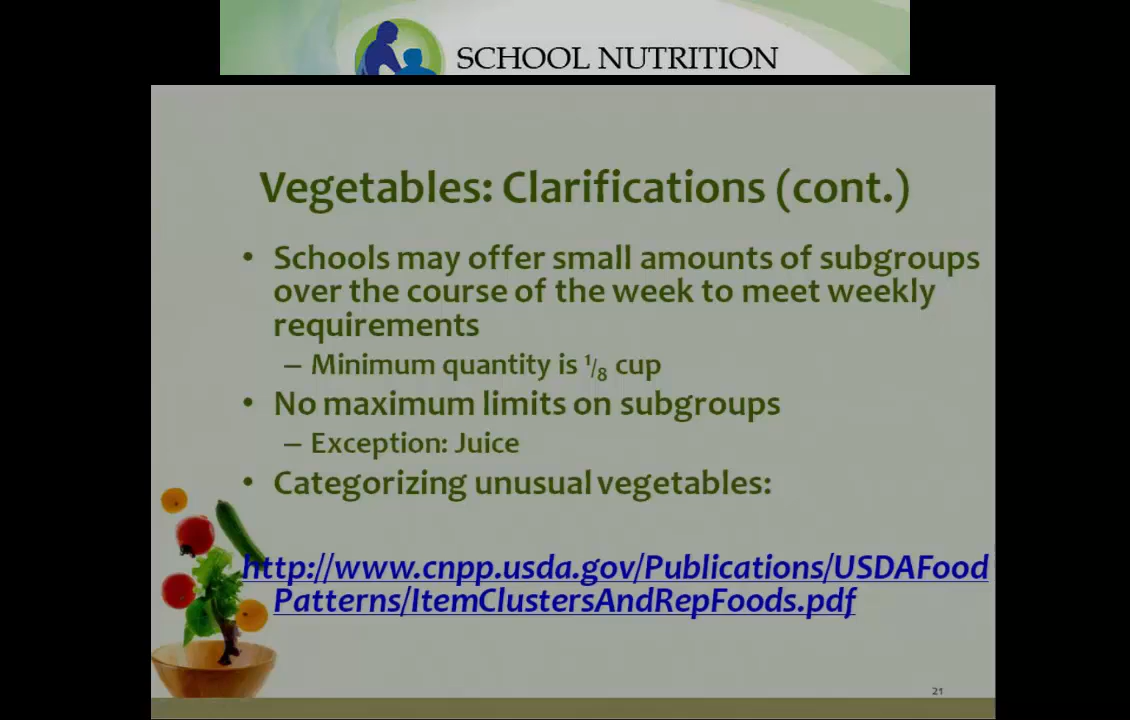 SCHOOL NUTRITION
Vegetables: Clarifications (cont.)
• Schools may offer small amounts of subgroups
over the course of the week to meet weekly
requirements
– Minimum quantity is 1/8 cup
• No maximum limits on subgroups
– Exception: Juice
• Categorizing unusual vegetables:
http://www.cnpp.usda.gov/Publications/USDAFood
Patterns/ItemClustersAndRepFoods.pdf
21